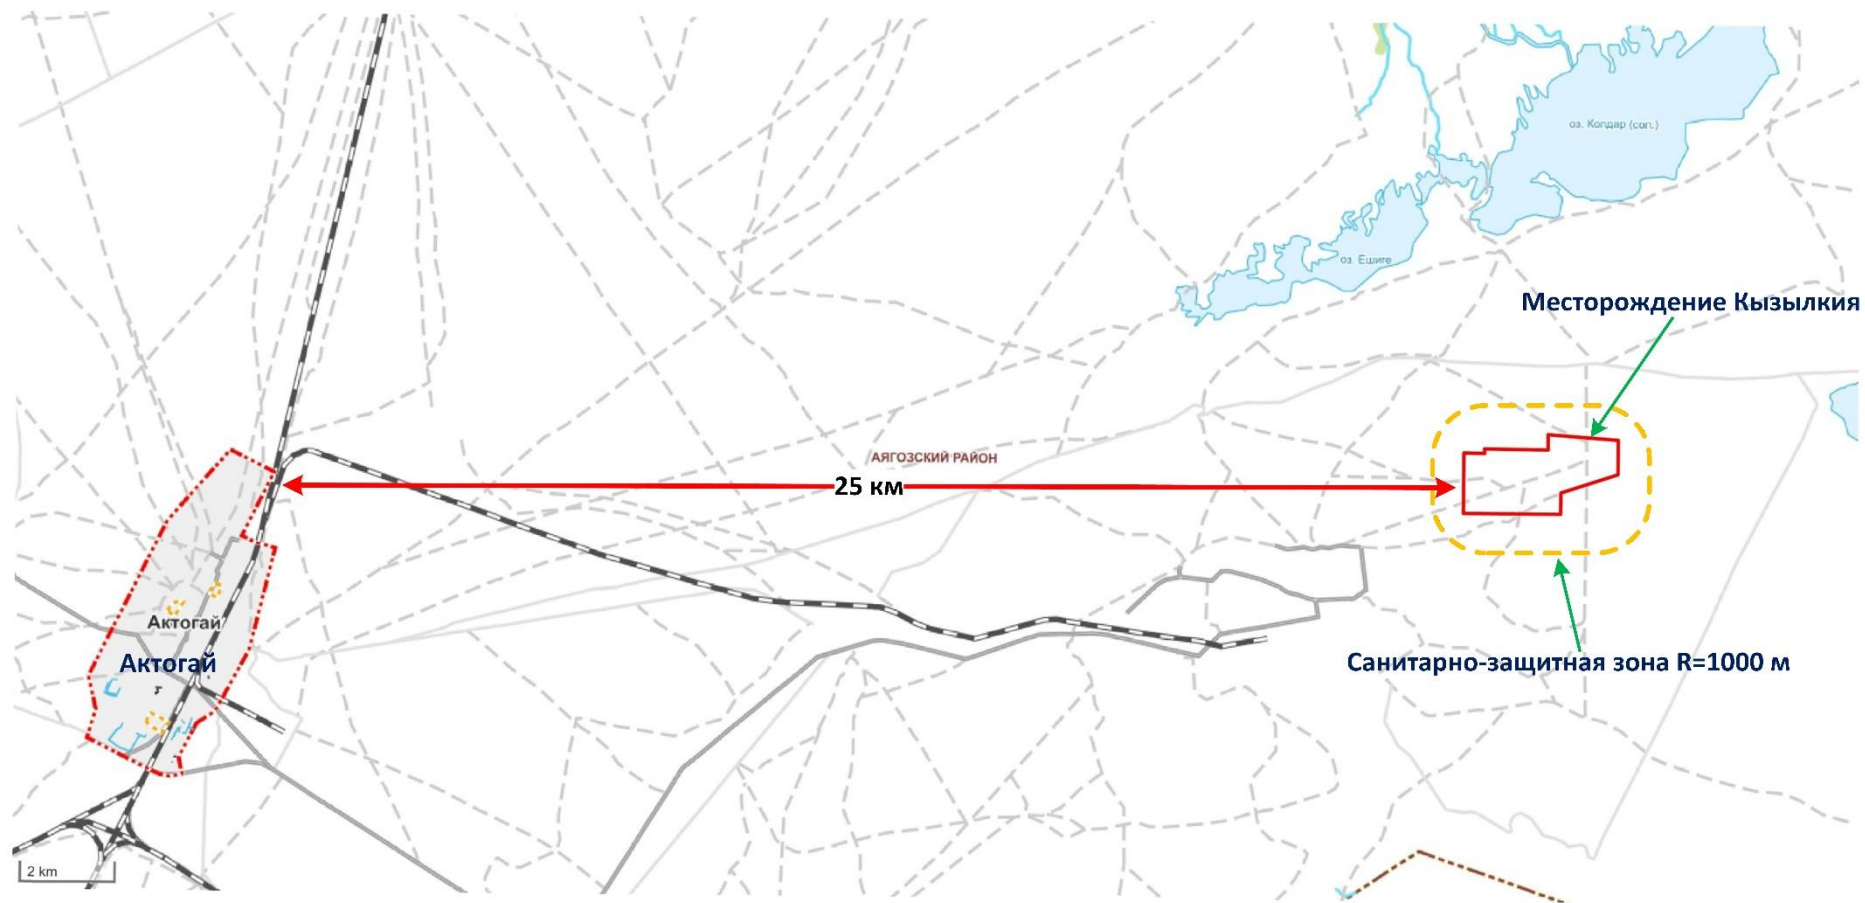 оз. Колдар (сол.)
оз. Ешиге
Месторождение Кызылкия
АЯГОЗСКИЙ РАЙОН
25 км
Актогай
Актогай
Санитарно-защитная зона R=1000 м
2 km